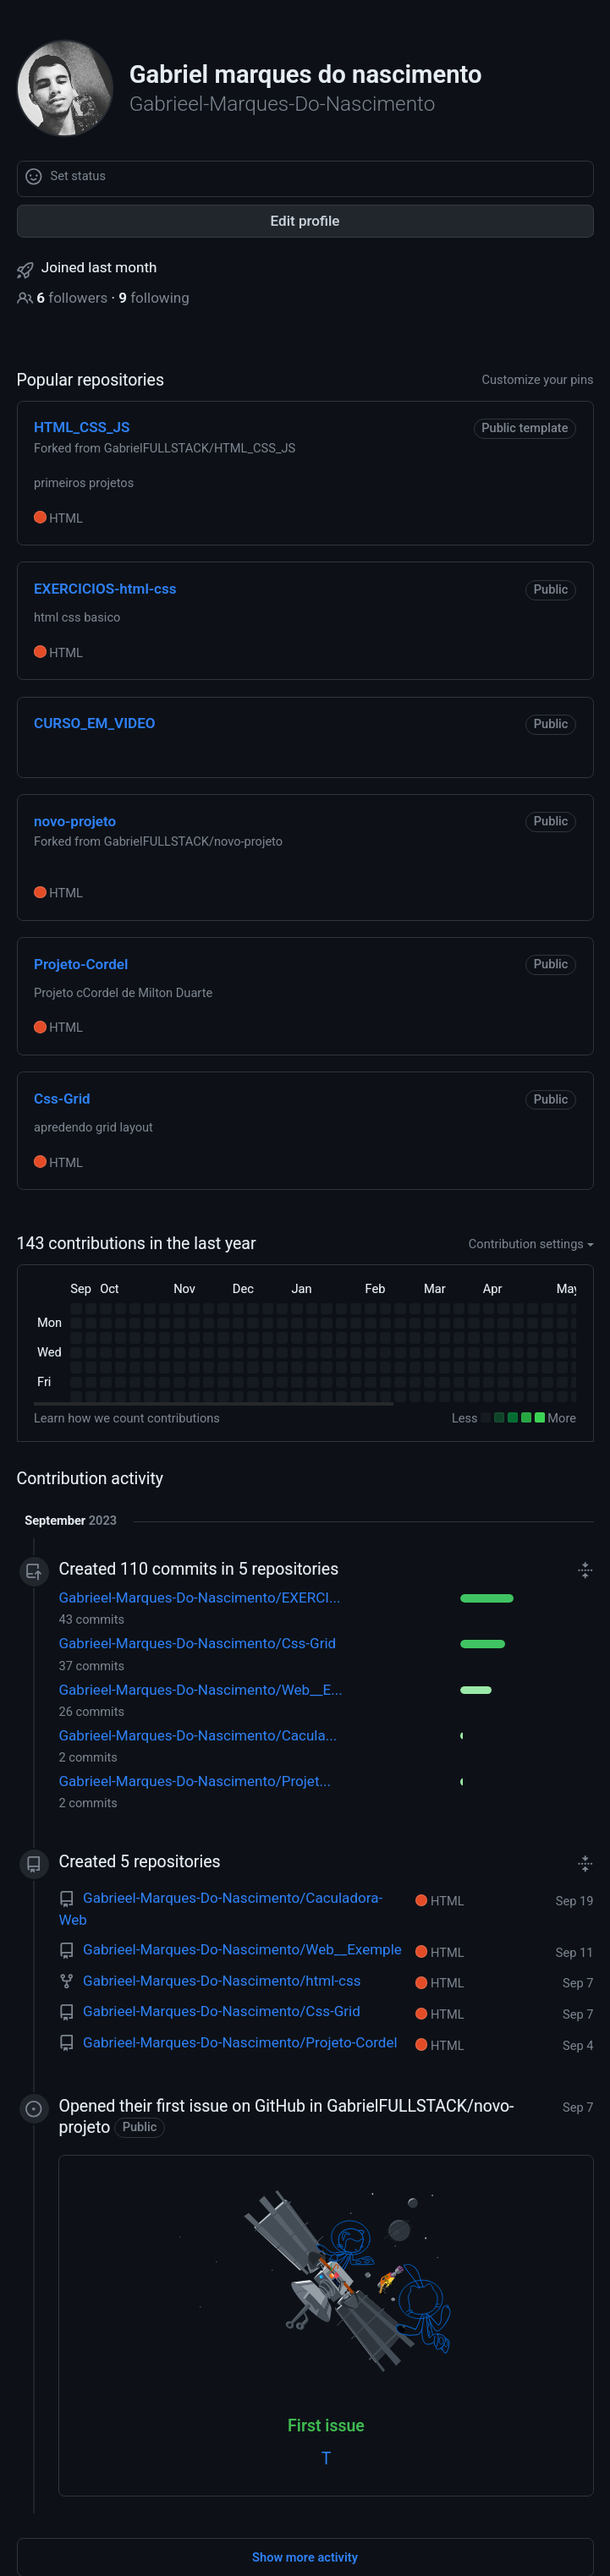 Gabriel marques do nascimento
Gabrieel-Marques-Do-Nascimento
Set status
Edit profile
Joined last month
6 followers · 9 following
Popular repositories
Customize your pins
HTML_CSS_JS
Public template
Forked from GabrielFULLSTACK/HTML_CSS_JS
primeiros projetos
HTML
EXERCICIOS-html-css
Public
html css basico
HTML
CURSO_EM_VIDEO
Public
novo-projeto
Public
Forked from GabrielFULLSTACK/novo-projeto
HTML
Projeto-Cordel
Public
Projeto cCordel de Milton Duarte
HTML
Css-Grid
Public
apredendo grid layout
HTML
143 contributions in the last year
Contribution settings
Sep Oct Nov Dec Jan Feb Mar Apr May
Mon
Wed
Fri
Learn how we count contributions
Less More
Contribution activity
September 2023
Created 110 commits in 5 repositories
Gabrieel-Marques-Do-Nascimento/EXERCI...
43 commits
Gabrieel-Marques-Do-Nascimento/Css-Grid
37 commits
Gabrieel-Marques-Do-Nascimento/Web__E...
26 commits
Gabrieel-Marques-Do-Nascimento/Cacula...
2 commits
Gabrieel-Marques-Do-Nascimento/Projet...
2 commits
Created 5 repositories
Gabrieel-Marques-Do-Nascimento/Caculadora-
Web
HTML Sep 19
Gabrieel-Marques-Do-Nascimento/Web__Exemple HTML Sep 11
Gabrieel-Marques-Do-Nascimento/html-css HTML Sep 7
Gabrieel-Marques-Do-Nascimento/Css-Grid HTML Sep 7
Gabrieel-Marques-Do-Nascimento/Projeto-Cordel HTML Sep 4
Opened their first issue on GitHub in GabrielFULLSTACK/novo- Sep 7
projeto Public
First issue
T
Show more activity